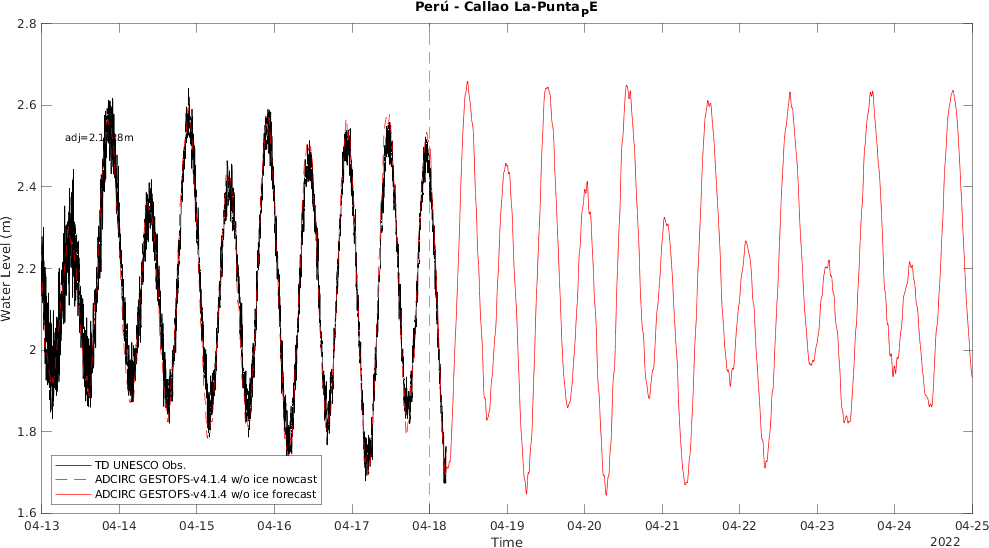 Perú - Callao La-Punta_PE
2.8
2.6
2.4
2.2
2
1.8
1.6
Water Level (m)
TD UNESCO Obs.
ADCIRC GESTOFS-v4.1.4 w/o ice nowcast
ADCIRC GESTOFS-v4.1.4 w/o ice forecast
04-13 04-14 04-15 04-16 04-17 04-18 04-19 04-20 04-21 04-22 04-23 04-24 04-25
Time
2022